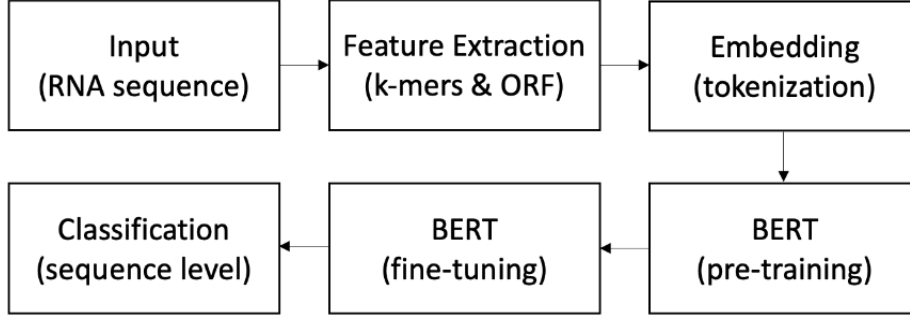 Input
(RNA sequence)
Feature Extraction
(k-mers & ORF)
Embedding
(tokenization)
BERT
(pre-training)
BERT
(fine-tuning)
Classification
(sequence level)